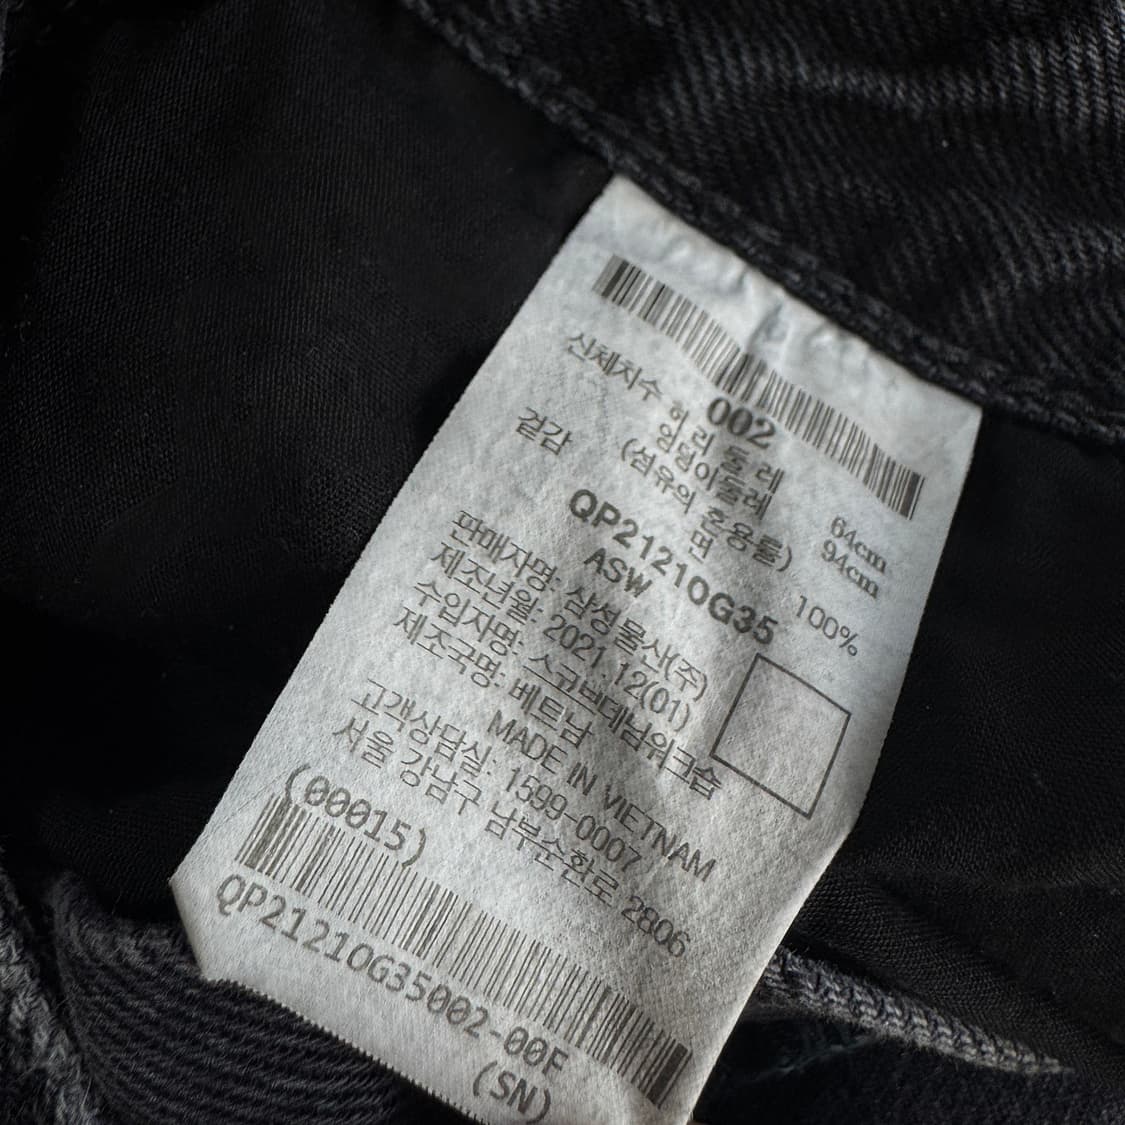 002
신체지수 허 리 둘 레 64cm
엉덩이둘레 94cm
겉감 (섬유의 혼용률)
면 100%
QP21210G35
ASW
판매자명: 삼성물산(주)
제조년월: 2021.12(01)
수입자명: 스규브데님워크숍
제조국명: 베트남
MADE IN VIETNAM
고객상담실: 1599-0007
서울 강남구 남부순환로 2806
(00015)
QP21210G35002-00F
(SN)